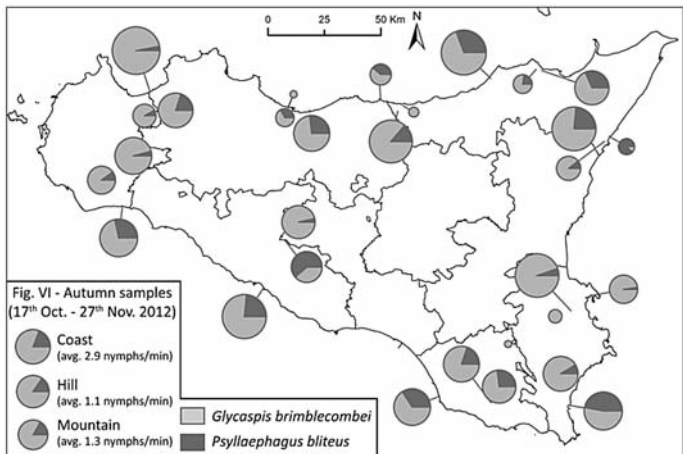 0 25 50 Km
N
Fig. VI - Autumn samples
(17th Oct. - 27th Nov. 2012)
Coast
(avg. 2.9 nymphs/min)
Hill
(avg. 1.1 nymphs/min)
Mountain
(avg. 1.3 nymphs/min)
Glycaspis brimblecombei
Psyllaephagus bliteus